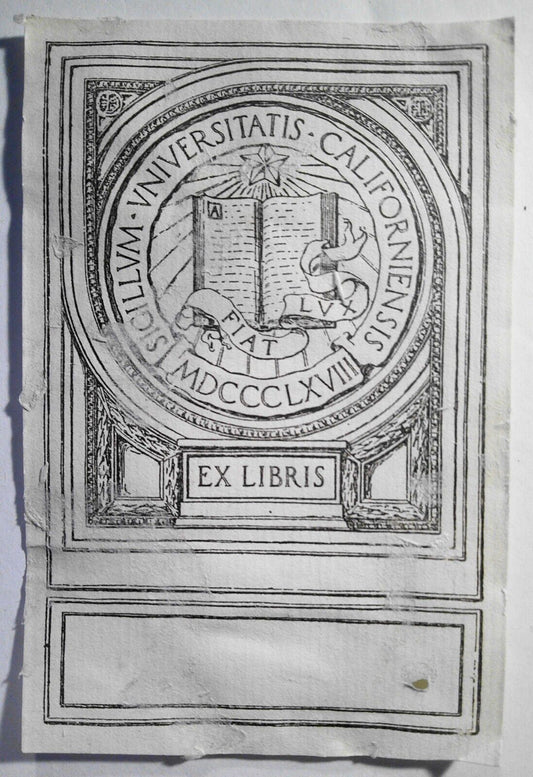 SIGILLVM · VNIVERSITATIS · CALIFORNIENSIS
A
FIAT LVX
MDCCCLXVIII
EX LIBRIS